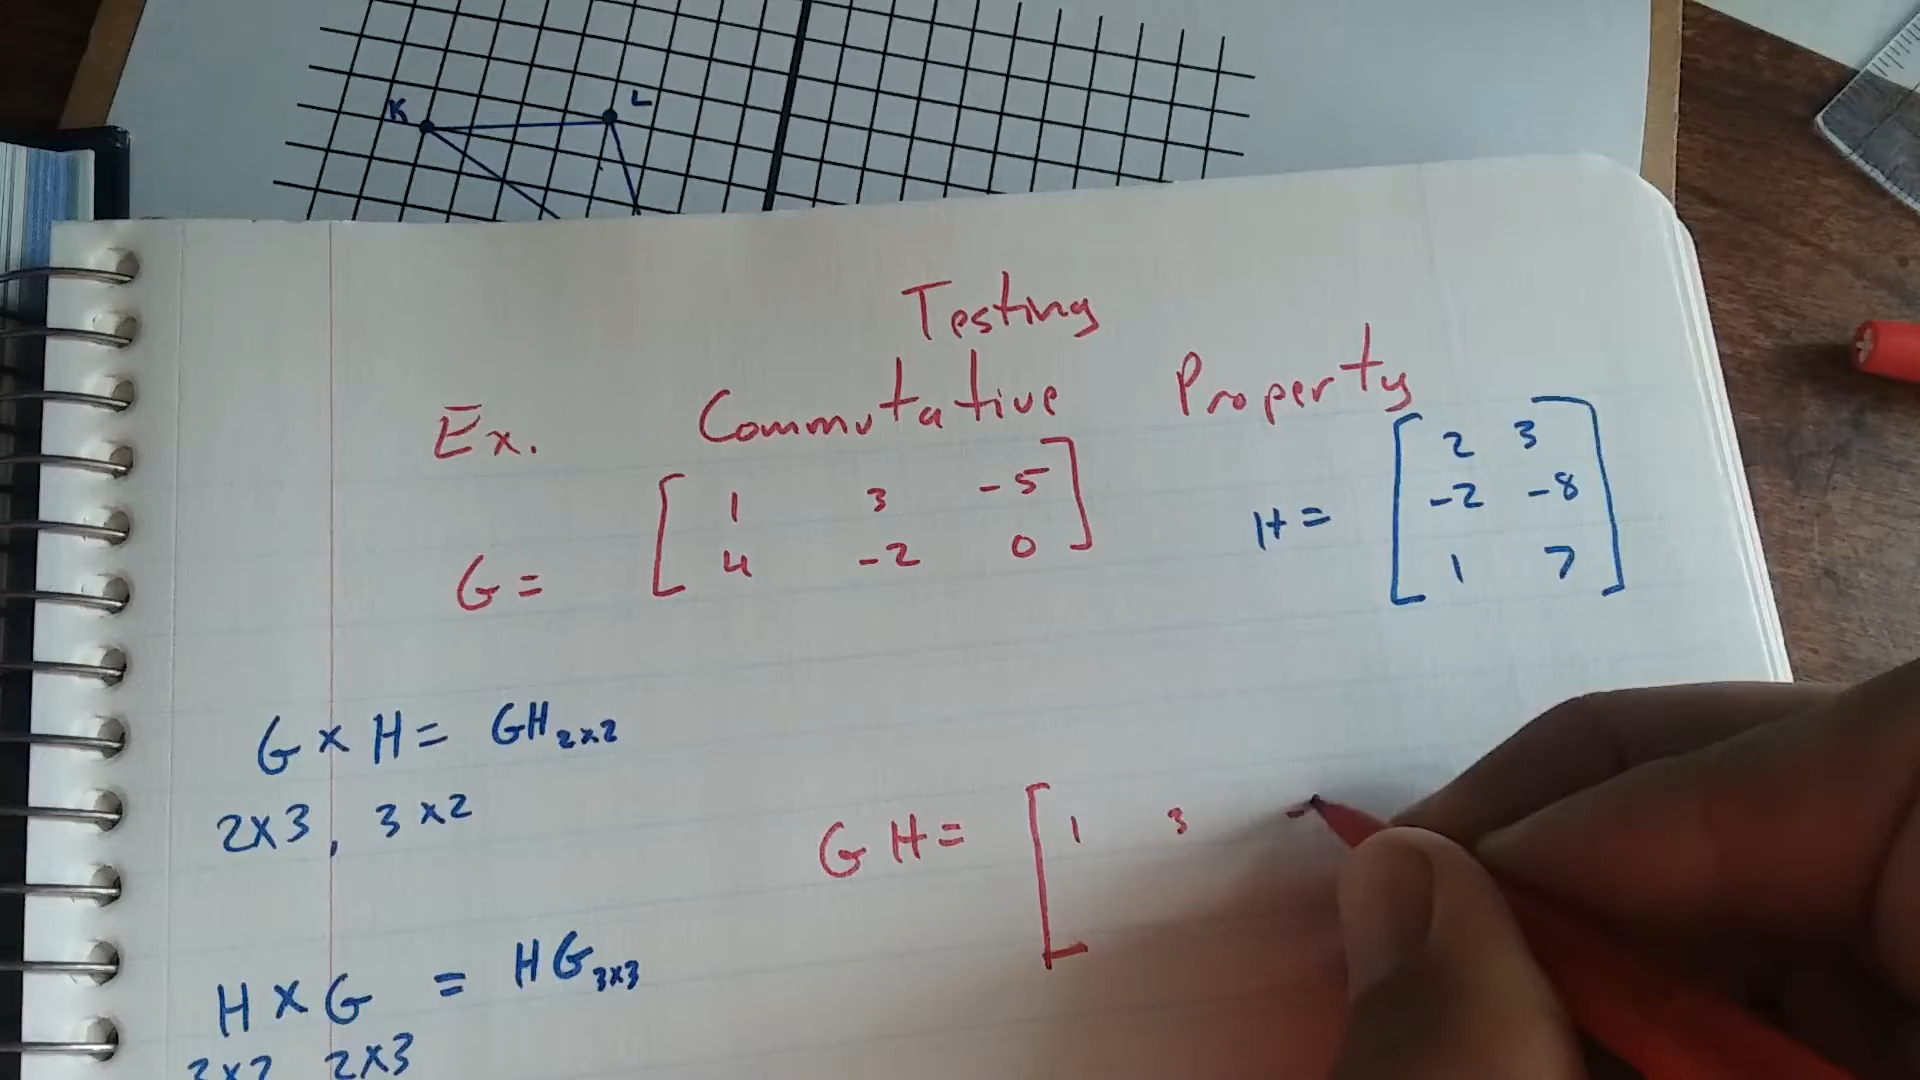 K L
Testing
Ex. Commutative Property
G = [ 1 3 -5
4 -2 0 ]
H = [ 2 3
-2 -8
1 7 ]
G x H = GH2x2
2x3, 3x2
GH = [ 1 3 -
H x G = HG3x3
3x2 2x3